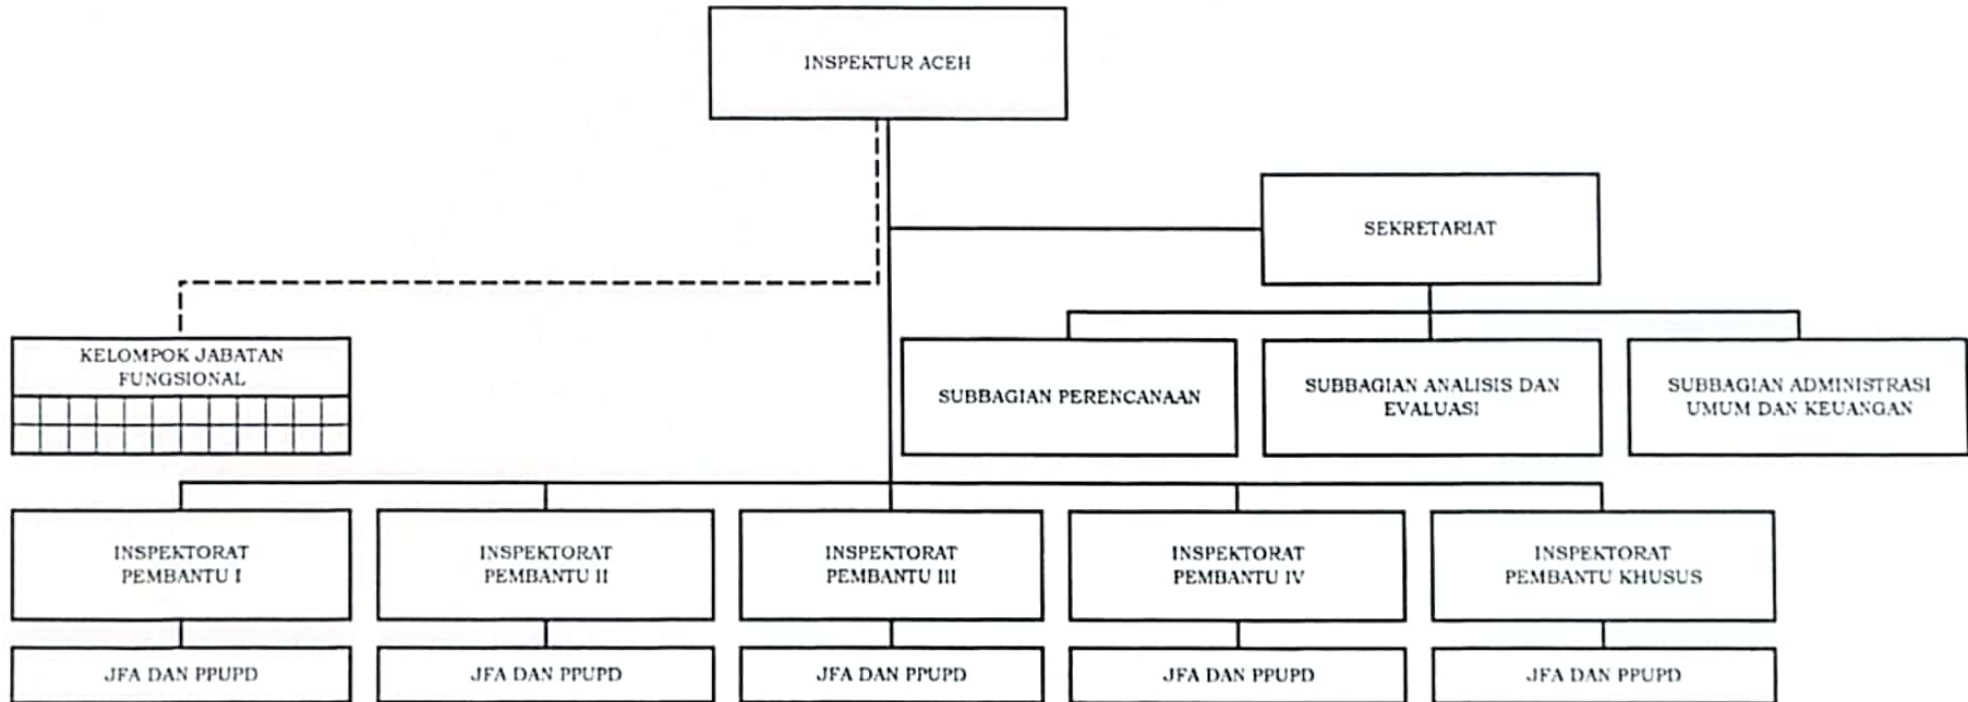 INSPEKTUR ACEH
SEKRETARIAT
KELOMPOK JABATAN
FUNGSIONAL
SUBBAGIAN PERENCANAAN
SUBBAGIAN ANALISIS DAN
EVALUASI
SUBBAGIAN ADMINISTRASI
UMUM DAN KEUANGAN
INSPEKTORAT
PEMBANTU I
INSPEKTORAT
PEMBANTU II
INSPEKTORAT
PEMBANTU III
INSPEKTORAT
PEMBANTU IV
INSPEKTORAT
PEMBANTU KHUSUS
JFA DAN PPUPD
JFA DAN PPUPD
JFA DAN PPUPD
JFA DAN PPUPD
JFA DAN PPUPD